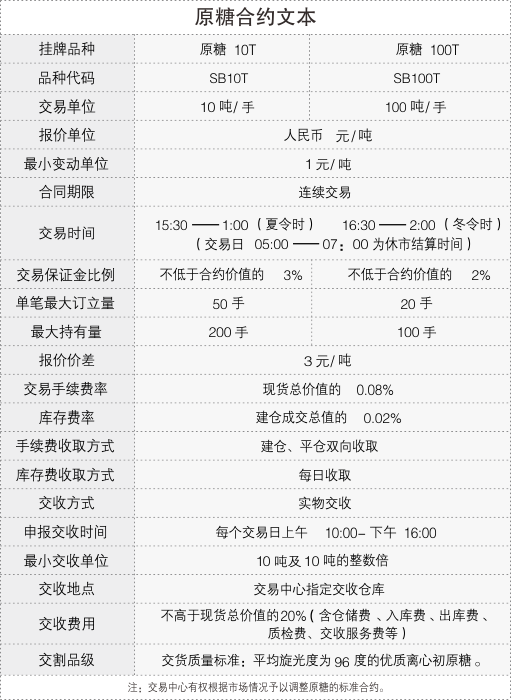 原糖合约文本
挂牌品种 原糖 10T 原糖 100T
品种代码 SB10T SB100T
交易单位 10 吨/ 手 100 吨/ 手
报价单位 人民币 元/ 吨
最小变动单位 1 元/ 吨
合同期限 连续交易
交易时间 15:30 —— 1:00 ( 夏令时 ) 16:30 —— 2:00 ( 冬令时 )
( 交易日 05:00 —— 07: 00 为休市结算时间 )
交易保证金比例 不低于合约价值的 3% 不低于合约价值的 2%
单笔最大订立量 50 手 20 手
最大持有量 200 手 100 手
报价价差 3 元/ 吨
交易手续费率 现货总价值的 0.08%
库存费率 建仓成交总值的 0.02%
手续费收取方式 建仓、平仓双向收取
库存费收取方式 每日收取
交收方式 实物交收
申报交收时间 每个交易日上午 10:00- 下午 16:00
最小交收单位 10 吨及 10 吨的整数倍
交收地点 交易中心指定交收仓库
交收费用 不高于现货总价值的20% ( 含仓储费 、入库费 、出库费 、
质检费、交收服务费等 )
交割品级 交货质量标准: 平均旋光度为 96 度的优质离心初原糖 。
注: 交易中心有权根据市场情况予以调整原糖的标准合约。